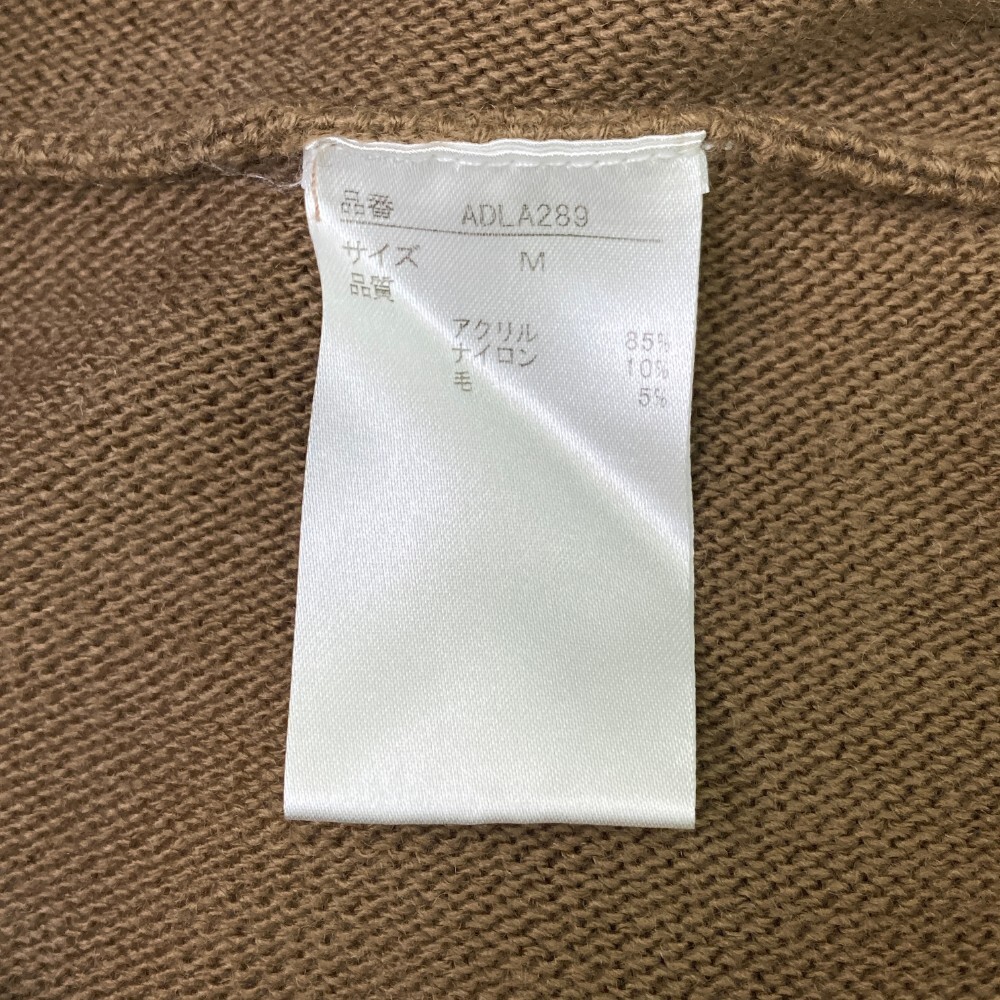 品番 ADLA289
サイズ M
品質
アクリル 85%
ナイロン 10%
毛 5%